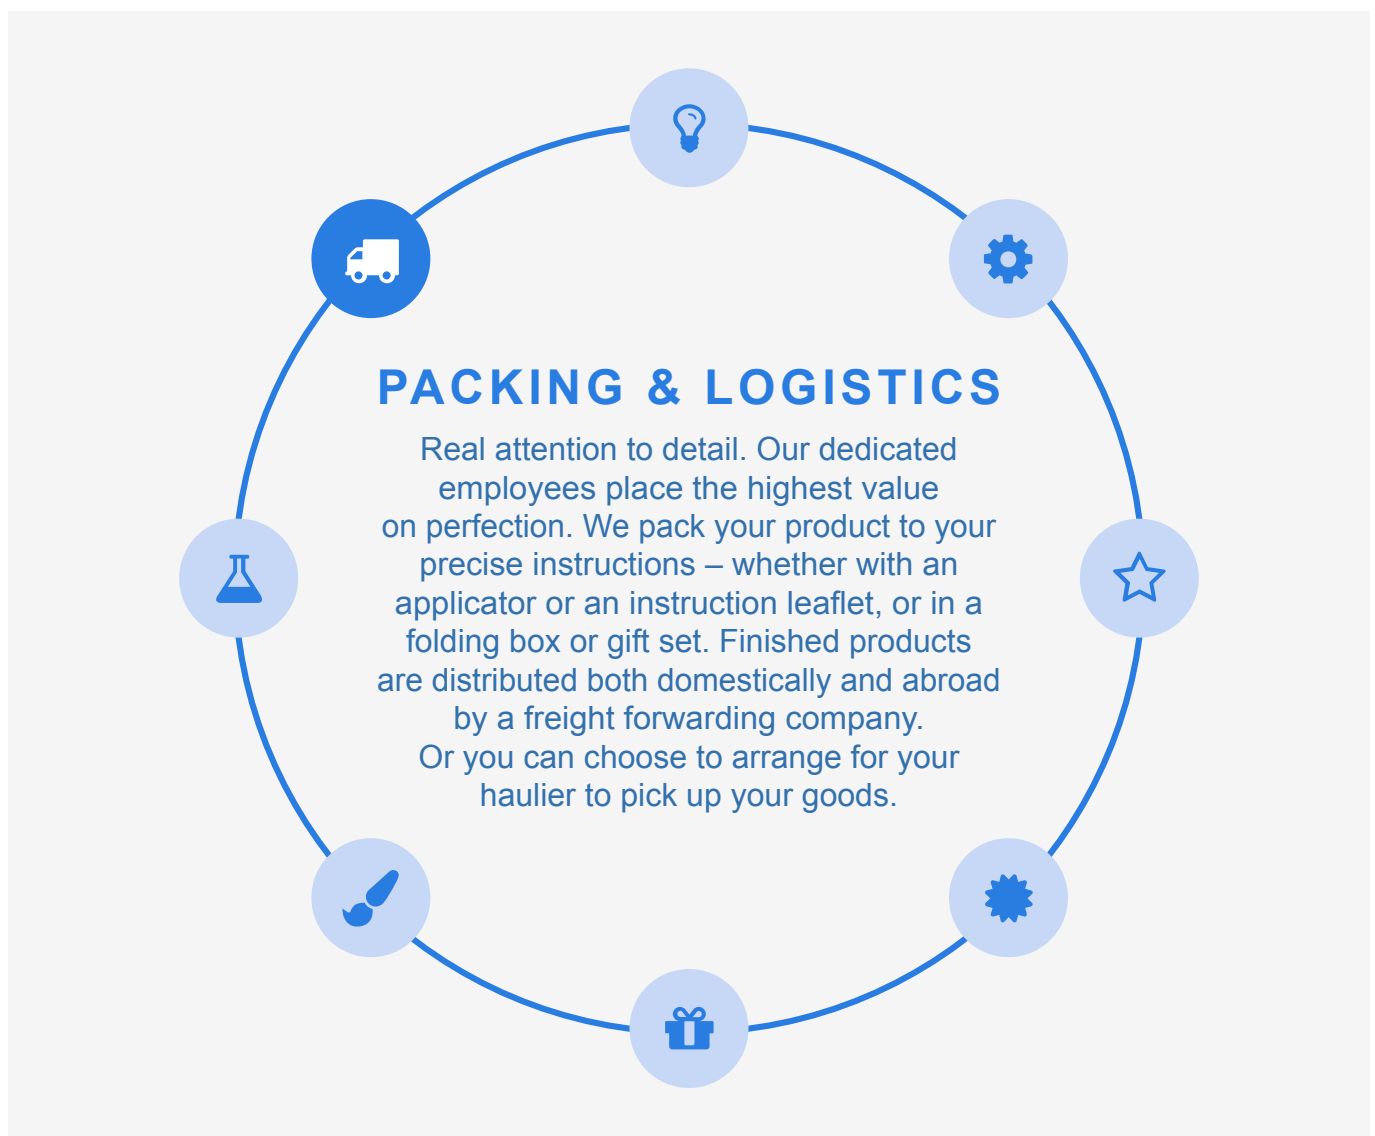 PACKING & LOGISTICS
Real attention to detail. Our dedicated
employees place the highest value
on perfection. We pack your product to your
precise instructions – whether with an
applicator or an instruction leaflet, or in a
folding box or gift set. Finished products
are distributed both domestically and abroad
by a freight forwarding company.
Or you can choose to arrange for your
haulier to pick up your goods.